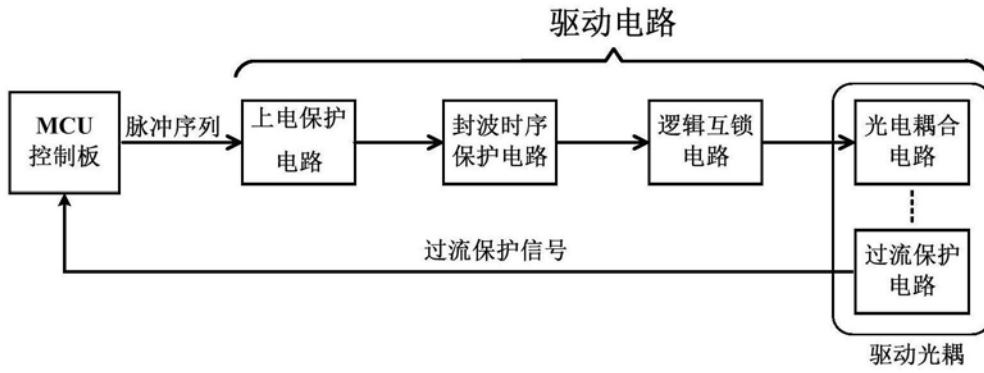 驱动电路
MCU
控制板
脉冲序列
上电保护
电路
封波时序
保护电路
逻辑互锁
电路
光电耦合
电路
过流保护信号
过流保护
电路
驱动光耦